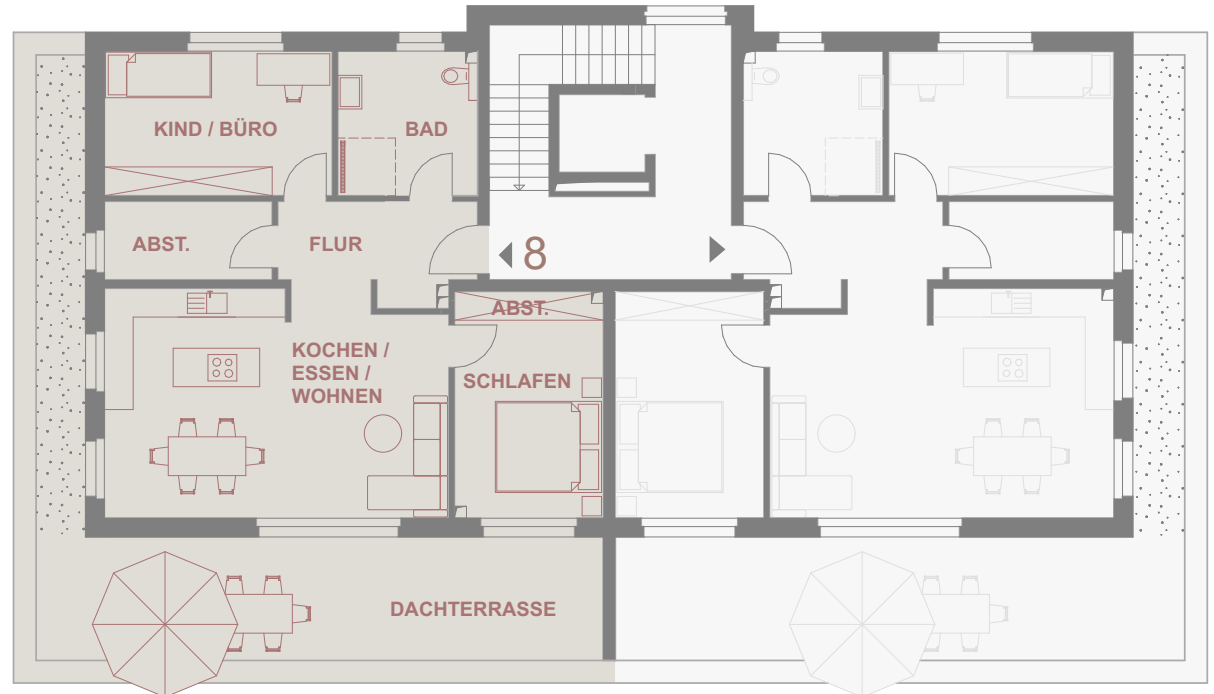 KIND / BÜRO
BAD
ABST.
FLUR
8
ABST.
KOCHEN /
ESSEN /
WOHNEN
SCHLAFEN
DACHTERRASSE